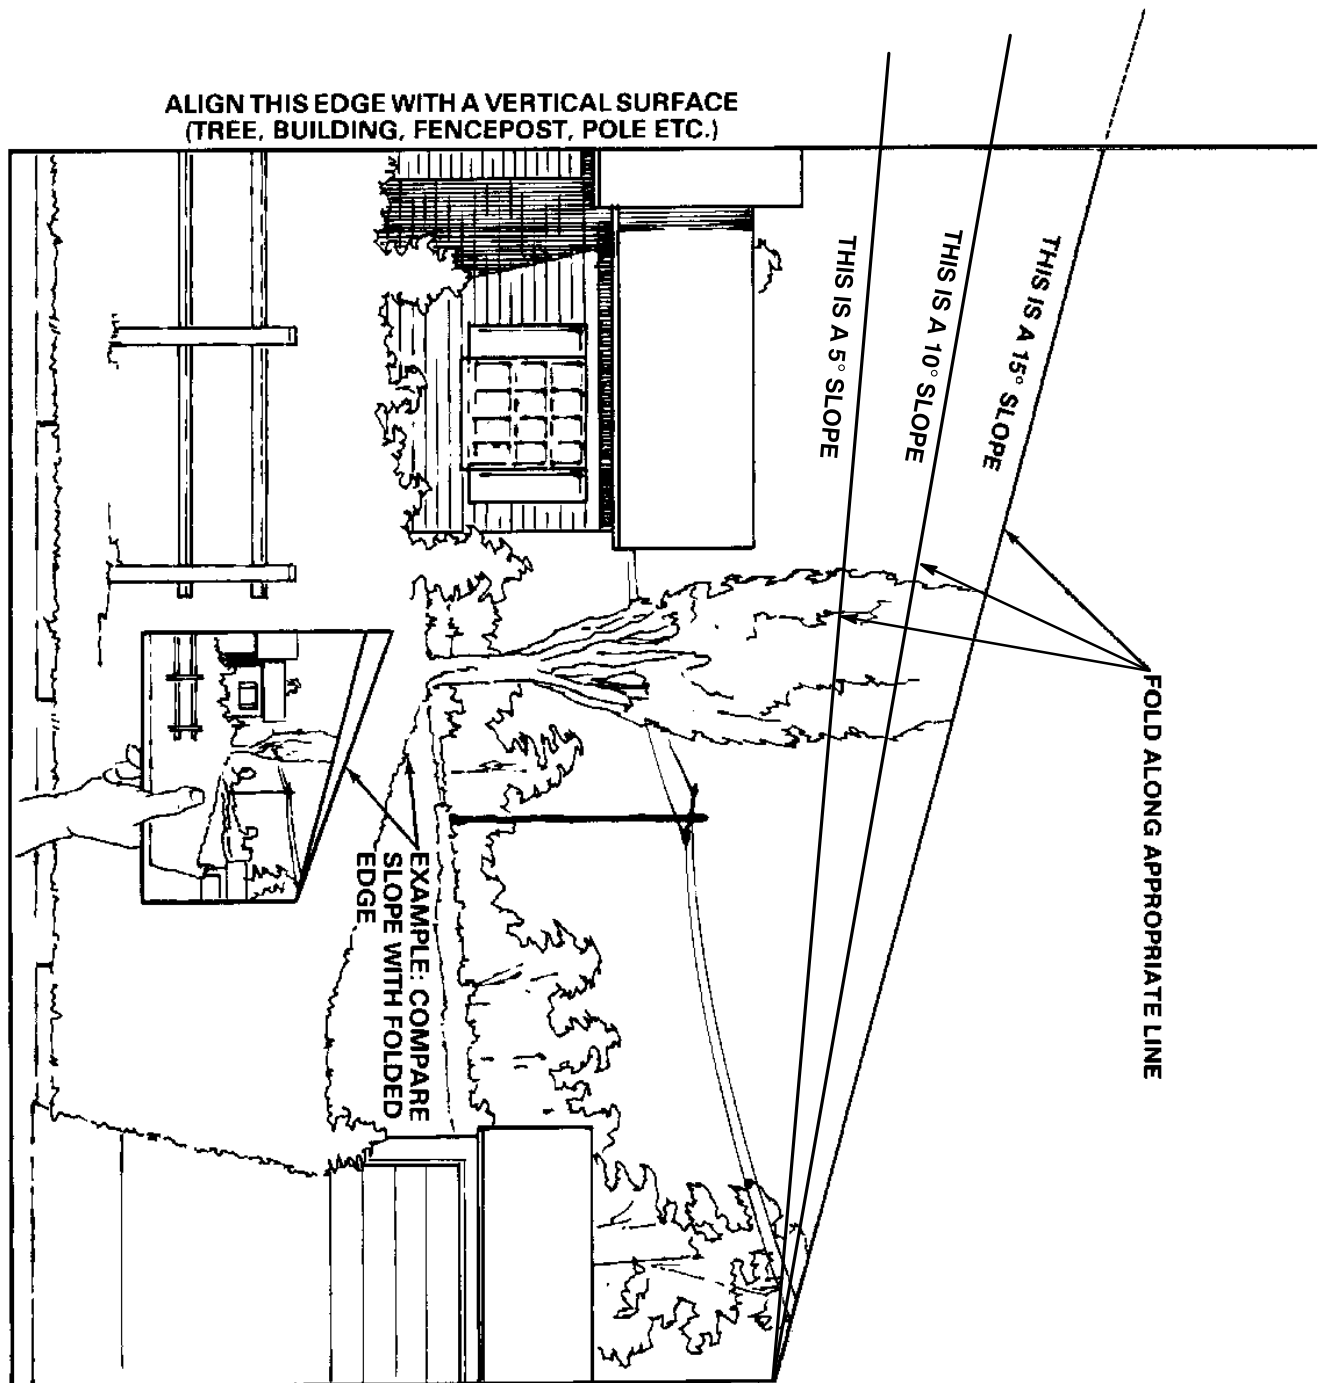 ALIGN THIS EDGE WITH A VERTICAL SURFACE
(TREE, BUILDING, FENCEPOST, POLE ETC.)
THIS IS A 5° SLOPE
THIS IS A 10° SLOPE
THIS IS A 15° SLOPE
FOLD ALONG APPROPRIATE LINE
EXAMPLE: COMPARE
SLOPE WITH FOLDED
EDGE